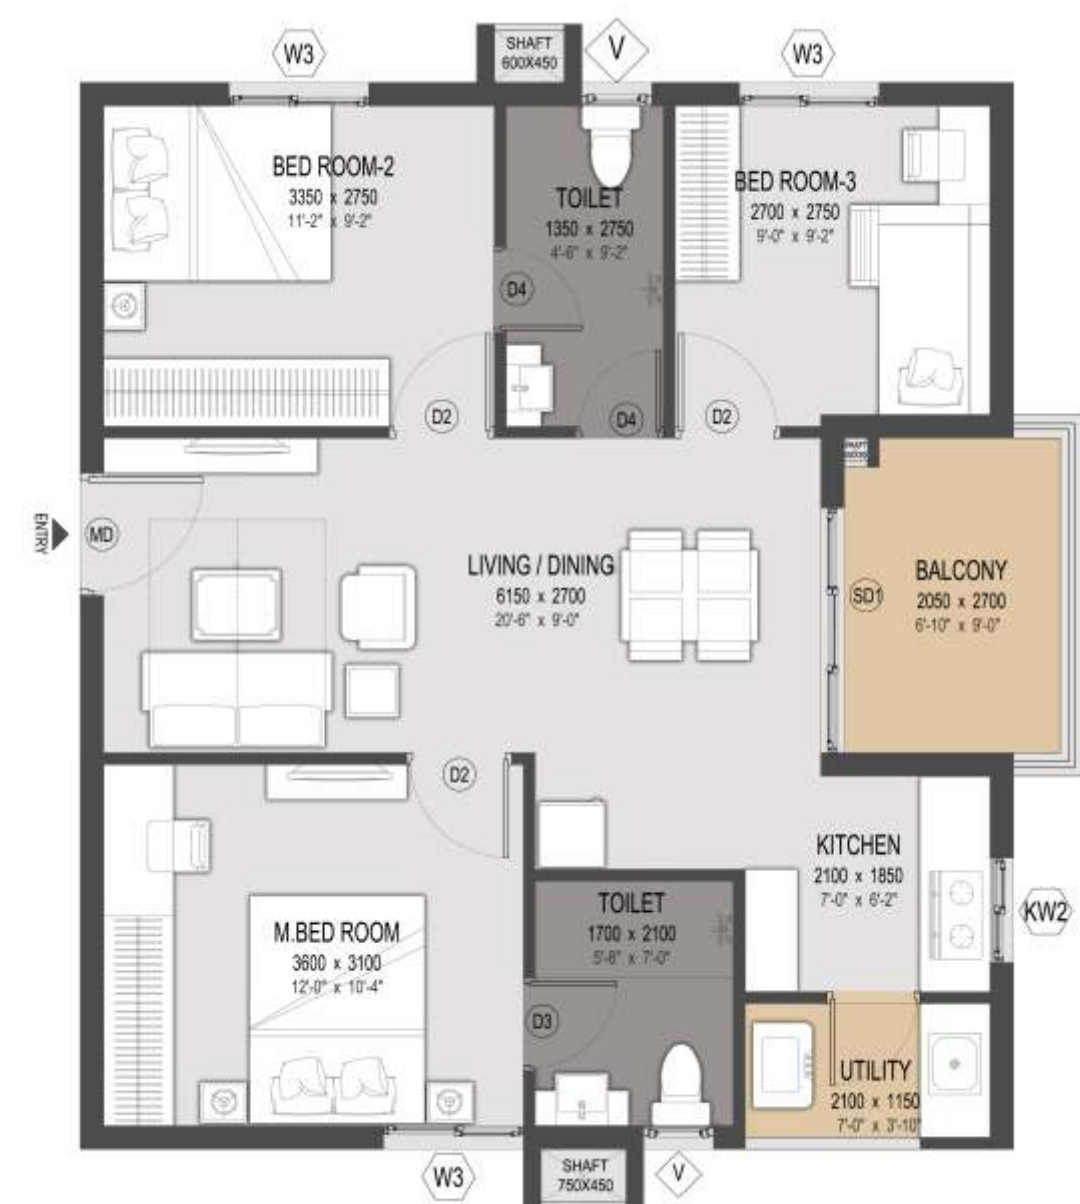 W3
SHAFT
600X450
V
W3
BED ROOM-2
3350 x 2750
11'-2" x 9'-2"
TOILET
1350 x 2750
4'-6" x 9'-2"
BED ROOM-3
2700 x 2750
9'-0" x 9'-2"
D4
D2
D4
D2
SHAFT
ENTRY
MD
LIVING / DINING
6150 x 2700
20'-6" x 9'-0"
SD1
BALCONY
2050 x 2700
6'-10" x 9'-0"
D2
KITCHEN
2100 x 1850
7'-0" x 6'-2"
KW2
M.BED ROOM
3600 x 3100
12'-0" x 10'-4"
TOILET
1700 x 2100
5'-8" x 7'-0"
D3
UTILITY
2100 x 1150
7'-0" x 3'-10"
W3
SHAFT
750X450
V